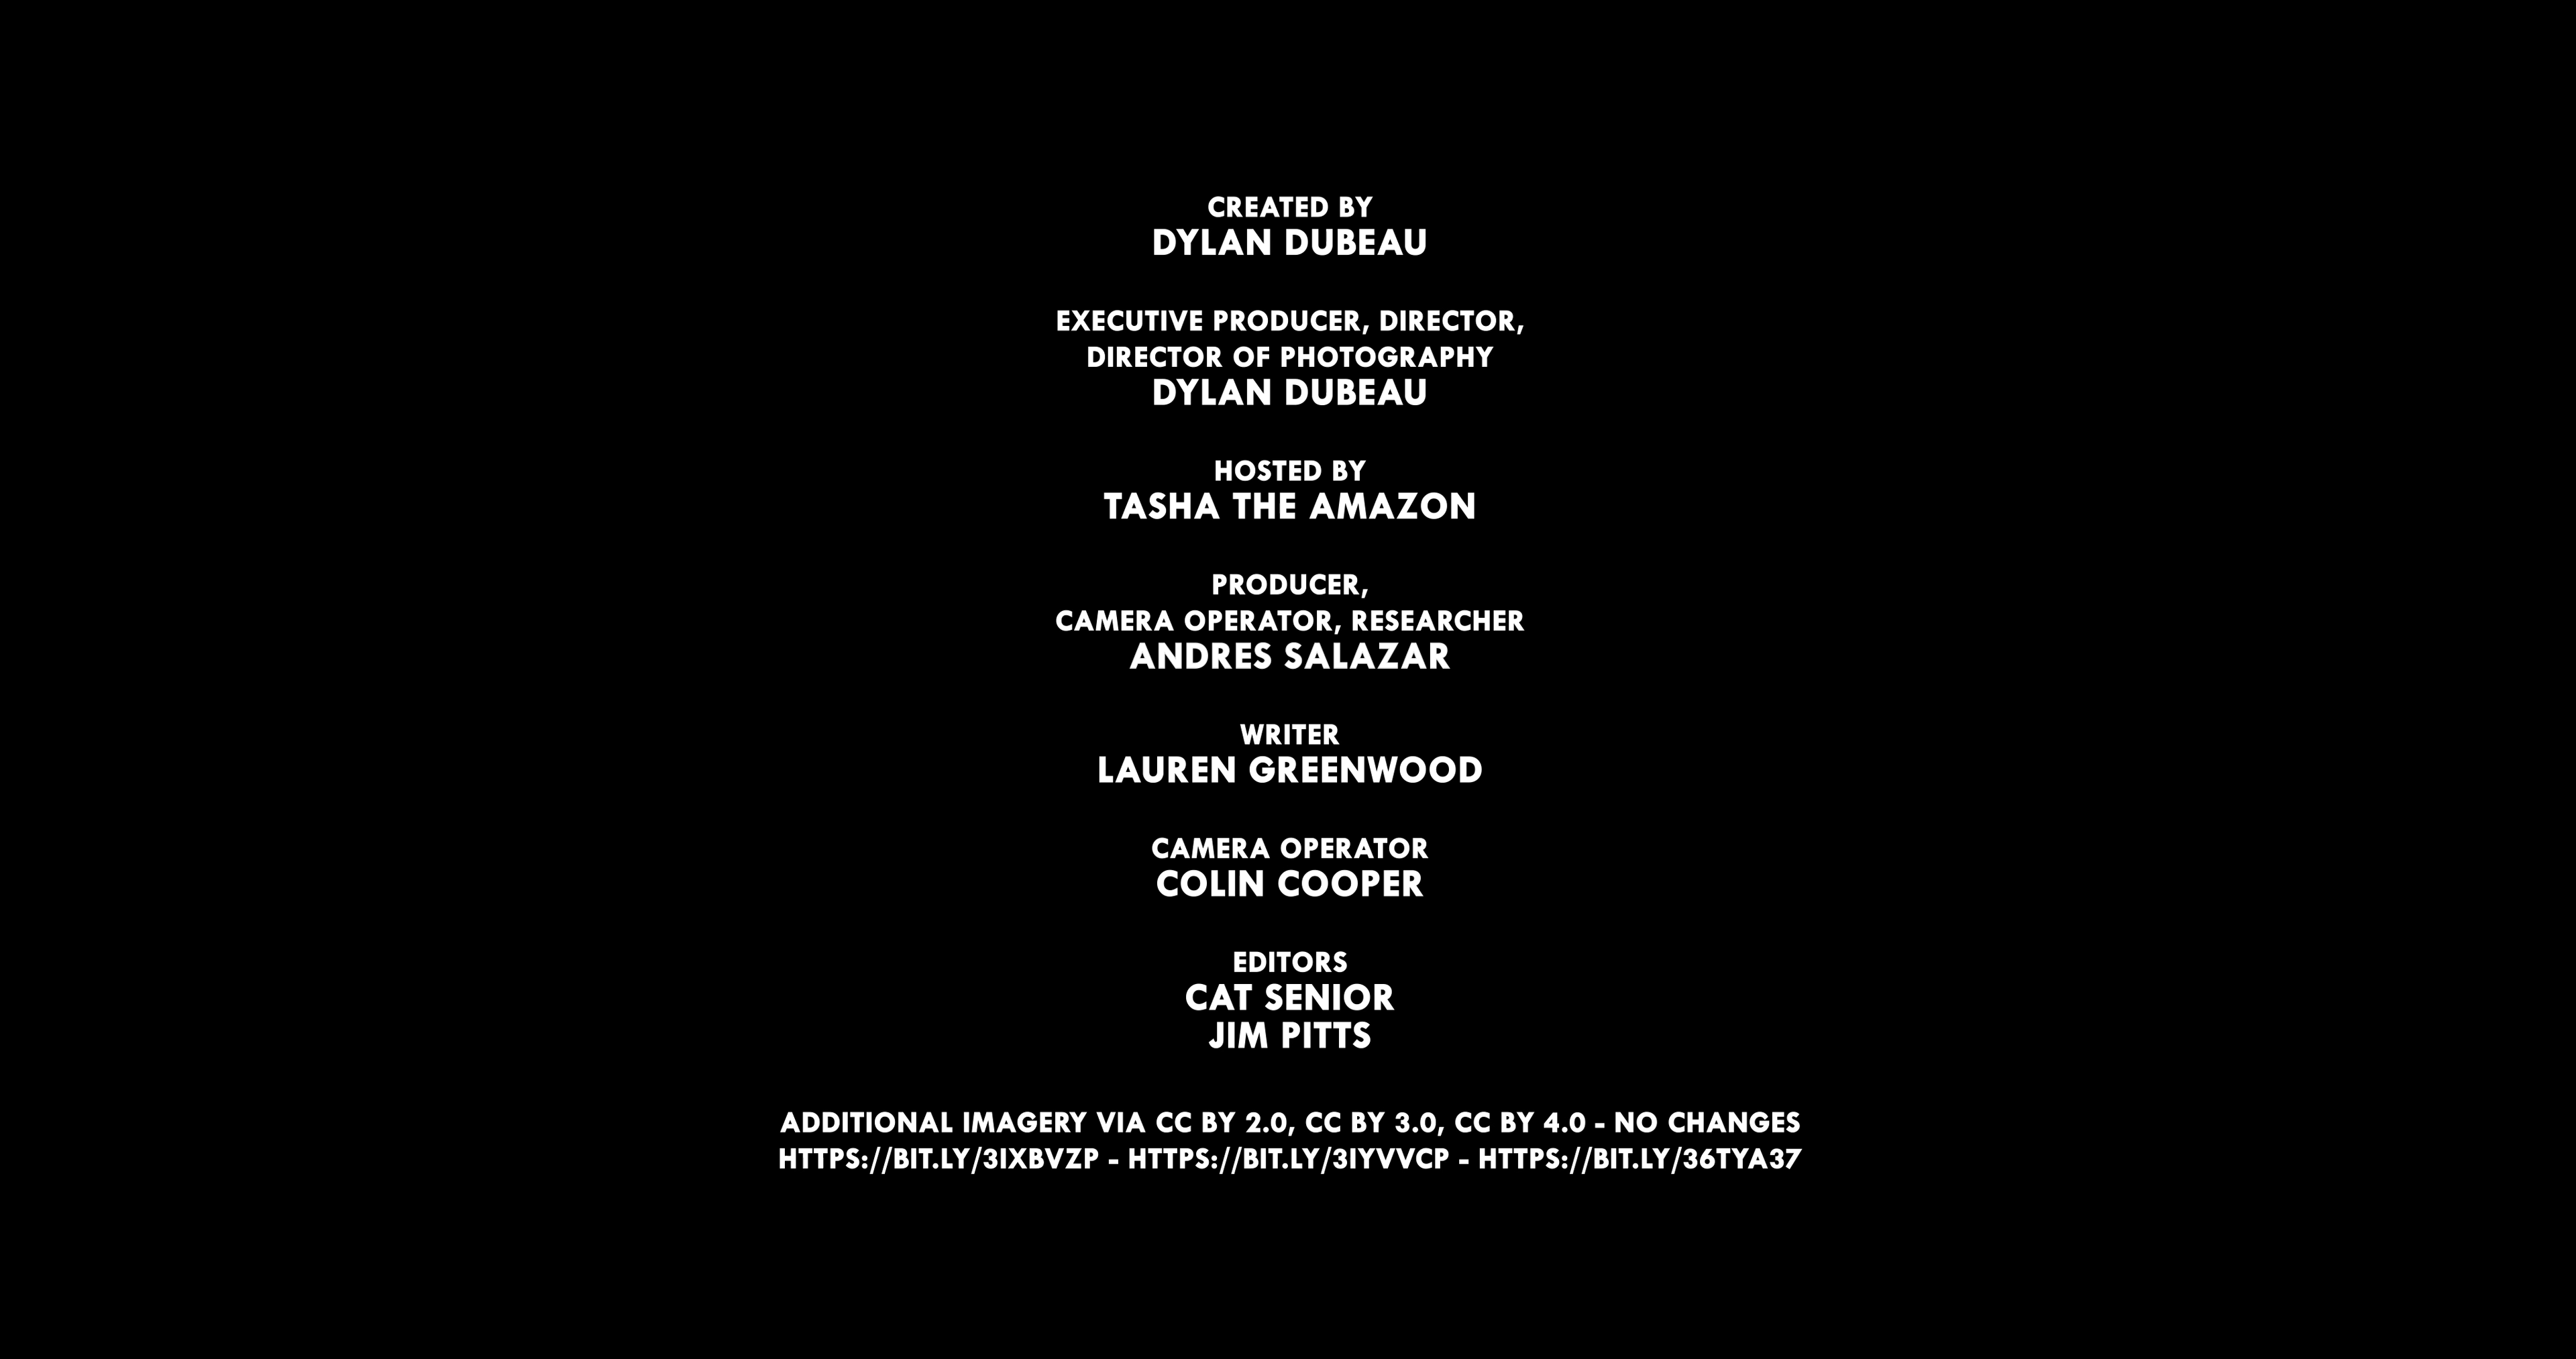 CREATED BY
DYLAN DUBEAU
EXECUTIVE PRODUCER, DIRECTOR,
DIRECTOR OF PHOTOGRAPHY
DYLAN DUBEAU
HOSTED BY
TASHA THE AMAZON
PRODUCER,
CAMERA OPERATOR, RESEARCHER
ANDRES SALAZAR
WRITER
LAUREN GREENWOOD
CAMERA OPERATOR
COLIN COOPER
EDITORS
CAT SENIOR
JIM PITTS
ADDITIONAL IMAGERY VIA CC BY 2.0, CC BY 3.0, CC BY 4.0 - NO CHANGES
HTTPS://BIT.LY/3IXBVZP - HTTPS://BIT.LY/3IYVVCP - HTTPS://BIT.LY/36TYA37